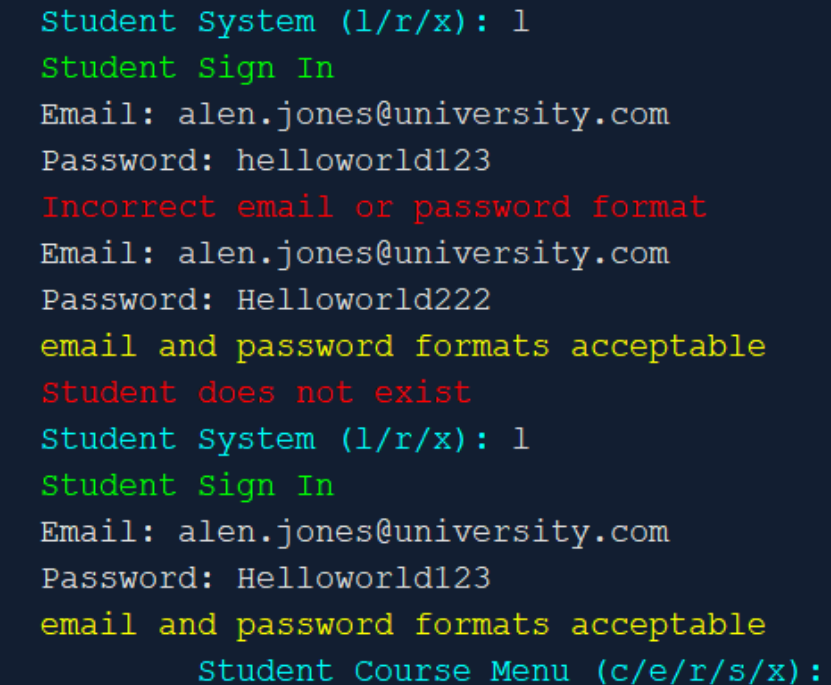 Student System (l/r/x): l
Student Sign In
Email: alen.jones@university.com
Password: helloworld123
Incorrect email or password format
Email: alen.jones@university.com
Password: Helloworld222
email and password formats acceptable
Student does not exist
Student System (l/r/x): l
Student Sign In
Email: alen.jones@university.com
Password: Helloworld123
email and password formats acceptable
Student Course Menu (c/e/r/s/x):